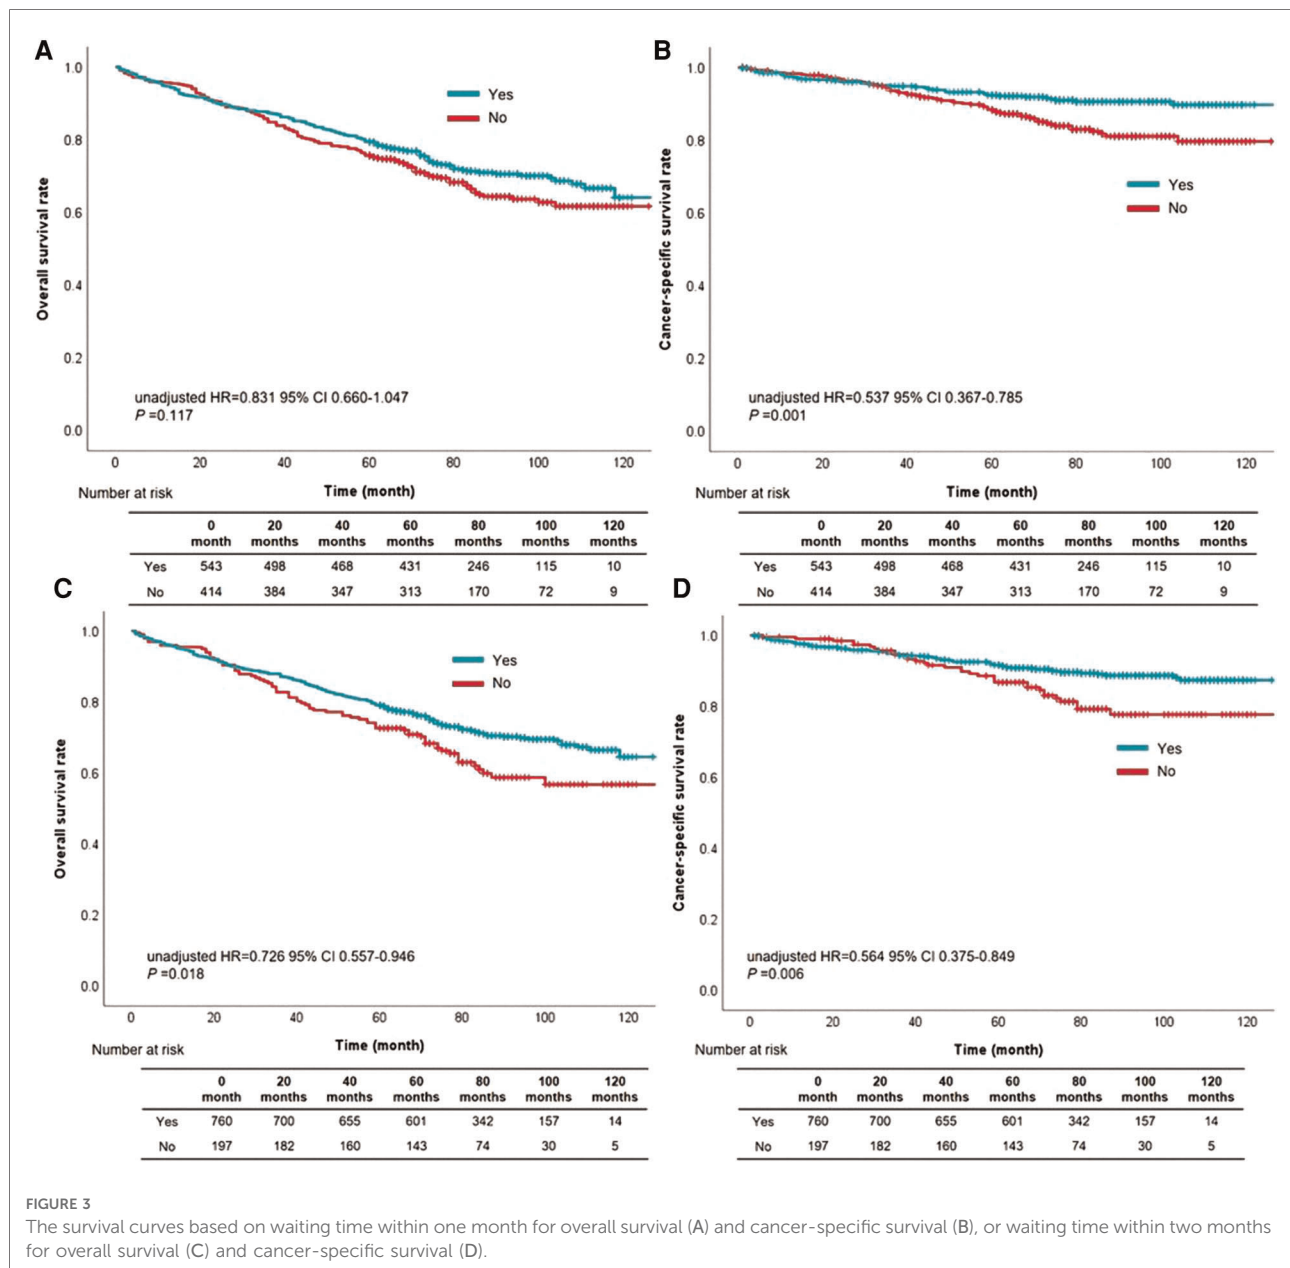 A
1.0
0.8
0.6
0.4
0.2
0.0
Overall survival rate
Yes
No
unadjusted HR=0.831 95% CI 0.660-1.047
P =0.117
0 20 40 60 80 100 120
Number at risk
Time (month)
0 20 40 60 80 100 120
month months months months months months months
Yes 543 498 468 431 246 115 10
No 414 384 347 313 170 72 9
B
1.0
0.8
0.6
0.4
0.2
0.0
Cancer-specific survival rate
Yes
No
unadjusted HR=0.537 95% CI 0.367-0.785
P =0.001
0 20 40 60 80 100 120
Number at risk
Time (month)
0 20 40 60 80 100 120
month months months months months months months
Yes 543 498 468 431 246 115 10
No 414 384 347 313 170 72 9
C
1.0
0.8
0.6
0.4
0.2
0.0
Overall survival rate
Yes
No
unadjusted HR=0.726 95% CI 0.557-0.946
P =0.018
0 20 40 60 80 100 120
Number at risk
Time (month)
0 20 40 60 80 100 120
month months months months months months months
Yes 760 700 655 601 342 157 14
No 197 182 160 143 74 30 5
D
1.0
0.8
0.6
0.4
0.2
0.0
Cancer-specific survival rate
Yes
No
unadjusted HR=0.564 95% CI 0.375-0.849
P =0.006
0 20 40 60 80 100 120
Number at risk
Time (month)
0 20 40 60 80 100 120
month months months months months months months
Yes 760 700 655 601 342 157 14
No 197 182 160 143 74 30 5
FIGURE 3
The survival curves based on waiting time within one month for overall survival (A) and cancer-specific survival (B), or waiting time within two months
for overall survival (C) and cancer-specific survival (D).